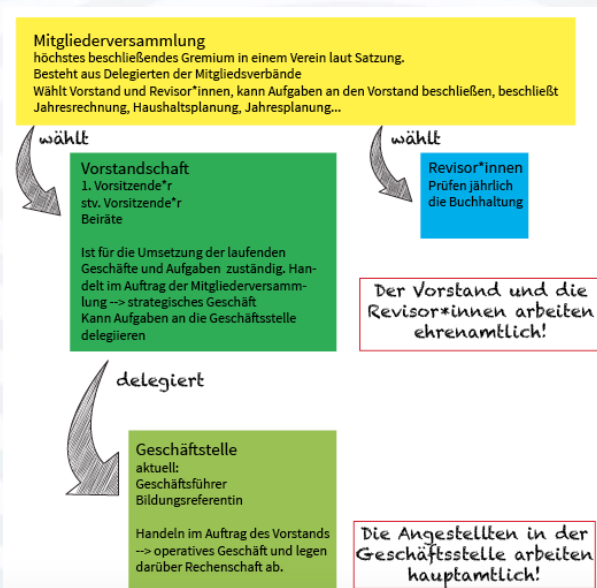 Mitgliederversammlung
höchstes beschließendes Gremium in einem Verein laut Satzung.
Besteht aus Delegierten der Mitgliedsverbände
Wählt Vorstand und Revisor*innen, kann Aufgaben an den Vorstand beschließen, beschließt
Jahresrechnung, Haushaltsplanung, Jahresplanung...
wählt
wählt
Vorstandschaft
1. Vorsitzende*r
stv. Vorsitzende*r
Beiräte
Ist für die Umsetzung der laufenden
Geschäfte und Aufgaben zuständig. Han-
delt im Auftrag der Mitgliederversamm-
lung --> strategisches Geschäft
Kann Aufgaben an die Geschäftsstelle
delegiieren
Revisor*innen
Prüfen jährlich
die Buchhaltung
Der Vorstand und die
Revisor*innen arbeiten
ehrenamtlich!
delegiert
Geschäftstelle
aktuell:
Geschäftsführer
Bildungsreferentin
Handeln im Auftrag des Vorstands
--> operatives Geschäft und legen
darüber Rechenschaft ab.
Die Angestellten in der
Geschäftsstelle arbeiten
hauptamtlich!